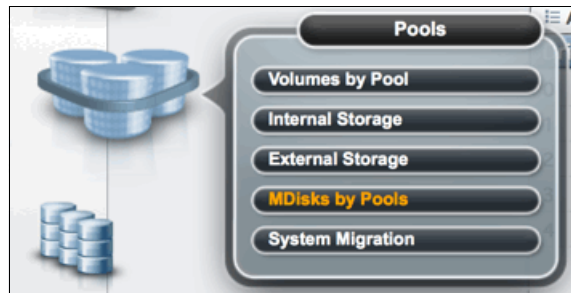 Pools
Volumes by Pool
Internal Storage
External Storage
MDisks by Pools
System Migration